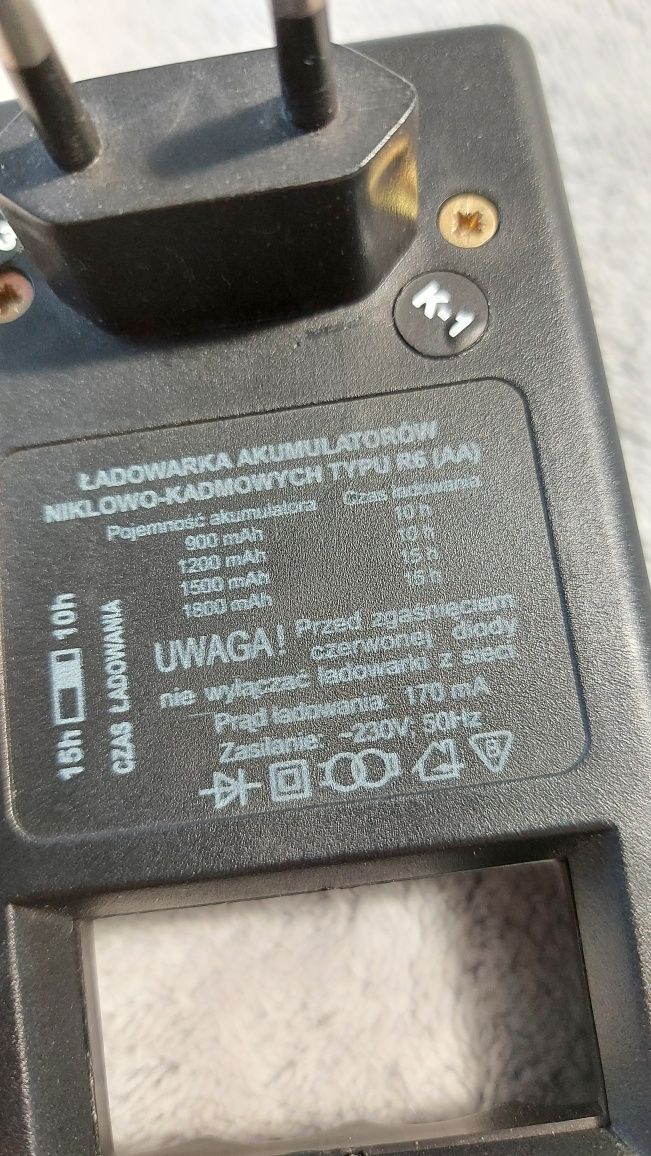 K-1
ŁADOWARKA AKUMULATORÓW
NIKLOWO-KADMOWYCH TYPU R6 (AA)
Pojemność akumulatora Czas ładowania
900 mAh 10 h
1200 mAh 10 h
1500 mAh 15 h
1800 mAh 15 h
UWAGA! Przed zgaśnieciem
czerwonej diody
nie wyłączać ładowarki z sieci
Prąd ładowania: 170 mA
Zasilanie: ~230V 50Hz
B
15h 10h
CZAS ŁADOWANIA